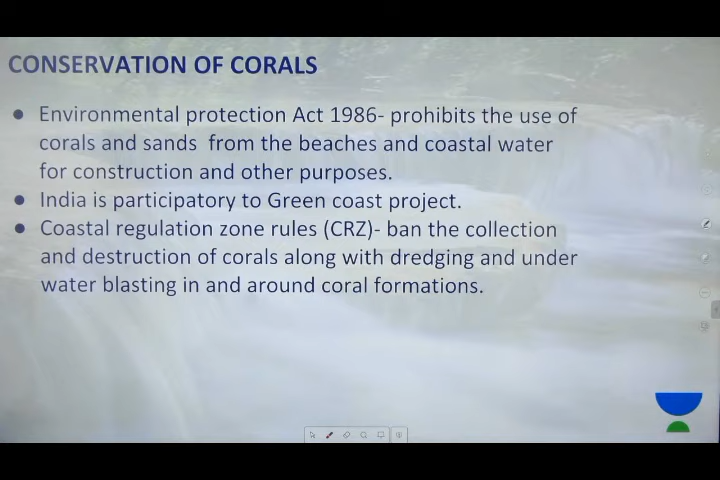 CONSERVATION OF CORALS
● Environmental protection Act 1986- prohibits the use of
corals and sands from the beaches and coastal water
for construction and other purposes.
● India is participatory to Green coast project.
● Coastal regulation zone rules (CRZ)- ban the collection
and destruction of corals along with dredging and under
water blasting in and around coral formations.